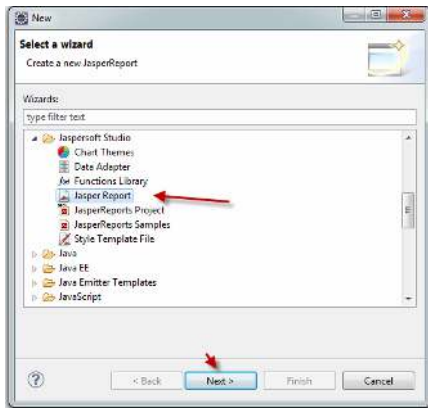 New
Select a wizard
Create a new JasperReport
Wizards:
type filter text
Jaspersoft Studio
Chart Themes
Data Adapter
fx Functions Library
Jasper Report
JasperReports Project
JasperReports Samples
Style Template File
Java
Java EE
Java Emitter Templates
JavaScript
?
< Back
Next >
Finish
Cancel